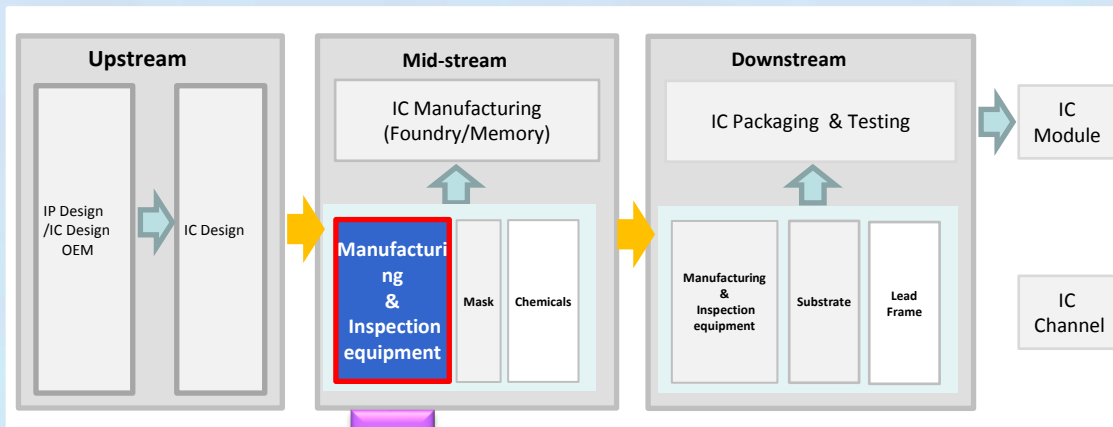 Upstream
IP Design
/IC Design
OEM
IC Design
Mid-stream
IC Manufacturing
(Foundry/Memory)
Manufacturi
ng
&
Inspection
equipment
Mask
Chemicals
Downstream
IC Packaging & Testing
Manufacturing
&
Inspection
equipment
Substrate
Lead
Frame
IC
Module
IC
Channel